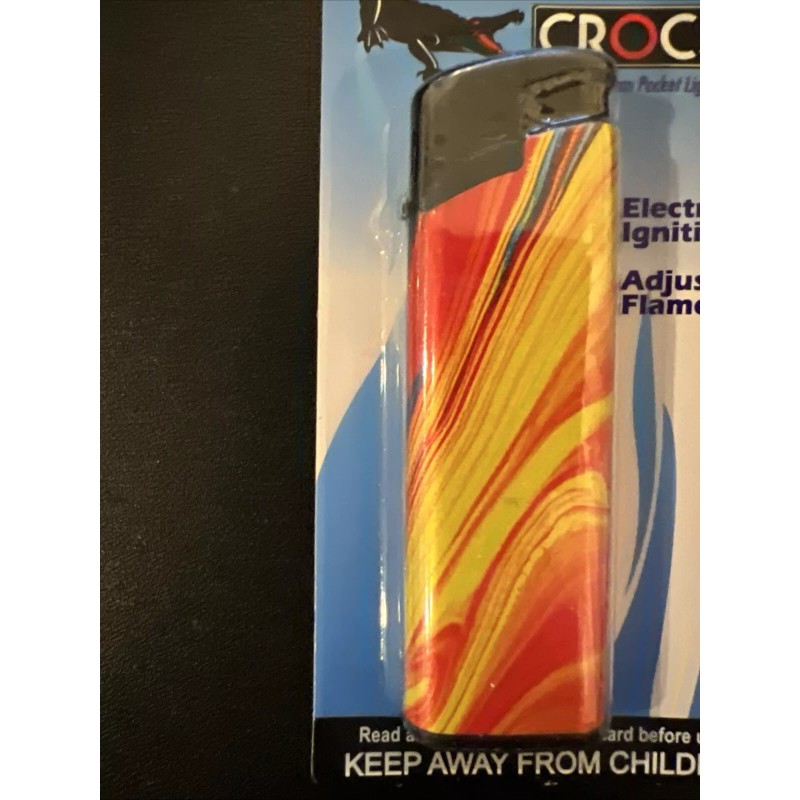 CROC
Pocket Lig
Electr
Igniti
Adjus
Flame
Read a ard before u
KEEP AWAY FROM CHILD